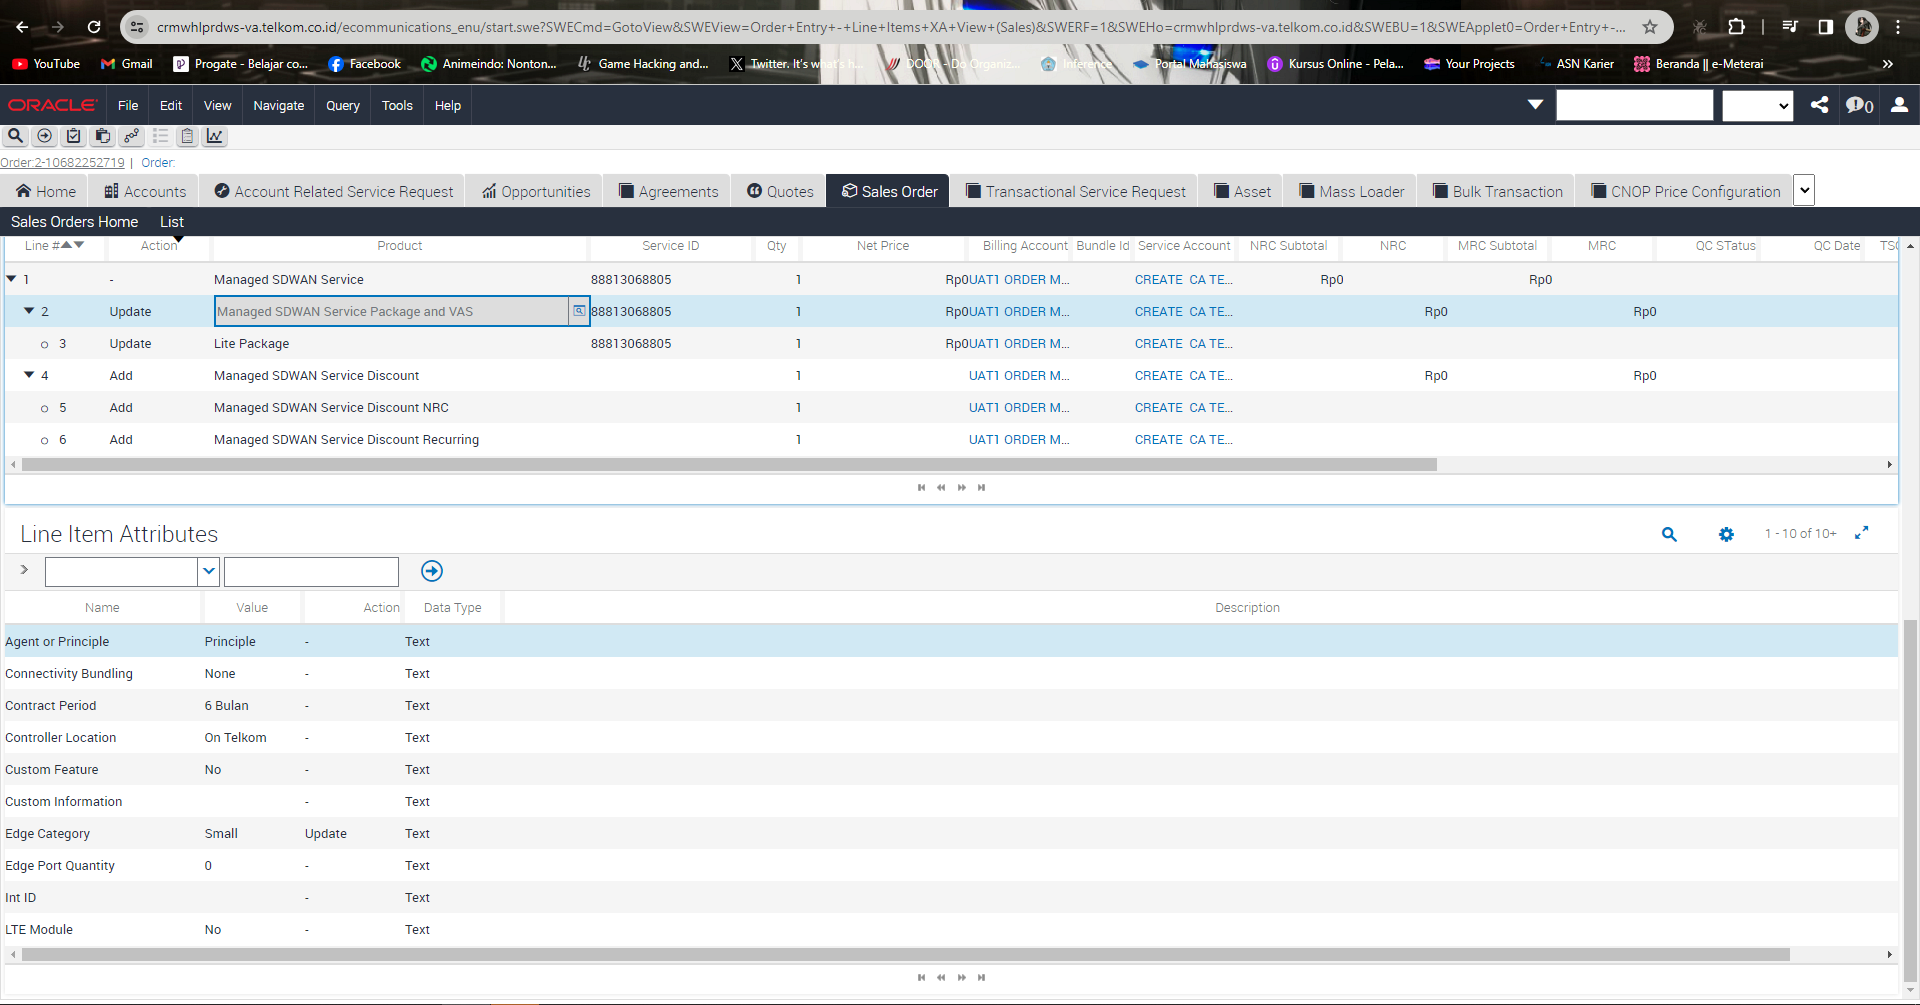 crmwhlprdws-va.telkom.co.id/ecommunications_enu/start.swe?SWECmd=GotoView&SWEView=Order+Entry+-+Line+Items+XA+View+(Sales)&SWERF=1&SWEHo=crmwhlprdws-va.telkom.co.id&SWEBU=1&SWEApplet0=Order+Entry+-...
YouTube Gmail Progate - Belajar co... Facebook Animeindo: Nonton... Game Hacking and... Twitter. It's what's h... DOOR - Do Organiz... Inference Portal Mahasiswa Kursus Online - Pela... Your Projects ASN Karier Beranda || e-Meterai
ORACLE File Edit View Navigate Query Tools Help 0
Order:2-10682252719 | Order:
Home Accounts Account Related Service Request Opportunities Agreements Quotes Sales Order Transactional Service Request Asset Mass Loader Bulk Transaction CNOP Price Configuration
Sales Orders Home List
Line # Action Product Service ID Qty Net Price Billing Account Bundle Id Service Account NRC Subtotal NRC MRC Subtotal MRC QC STatus QC Date TSC
1 - Managed SDWAN Service 88813068805 1 Rp0 UAT1 ORDER M... CREATE CA TE... Rp0 Rp0
2 Update Managed SDWAN Service Package and VAS 88813068805 1 Rp0 UAT1 ORDER M... CREATE CA TE... Rp0 Rp0
3 Update Lite Package 88813068805 1 Rp0 UAT1 ORDER M... CREATE CA TE...
4 Add Managed SDWAN Service Discount 1 UAT1 ORDER M... CREATE CA TE... Rp0 Rp0
5 Add Managed SDWAN Service Discount NRC 1 UAT1 ORDER M... CREATE CA TE...
6 Add Managed SDWAN Service Discount Recurring 1 UAT1 ORDER M... CREATE CA TE...
Line Item Attributes 1 - 10 of 10+
Name Value Action Data Type Description
Agent or Principle Principle - Text
Connectivity Bundling None - Text
Contract Period 6 Bulan - Text
Controller Location On Telkom - Text
Custom Feature No - Text
Custom Information - Text
Edge Category Small Update Text
Edge Port Quantity 0 - Text
Int ID - Text
LTE Module No - Text